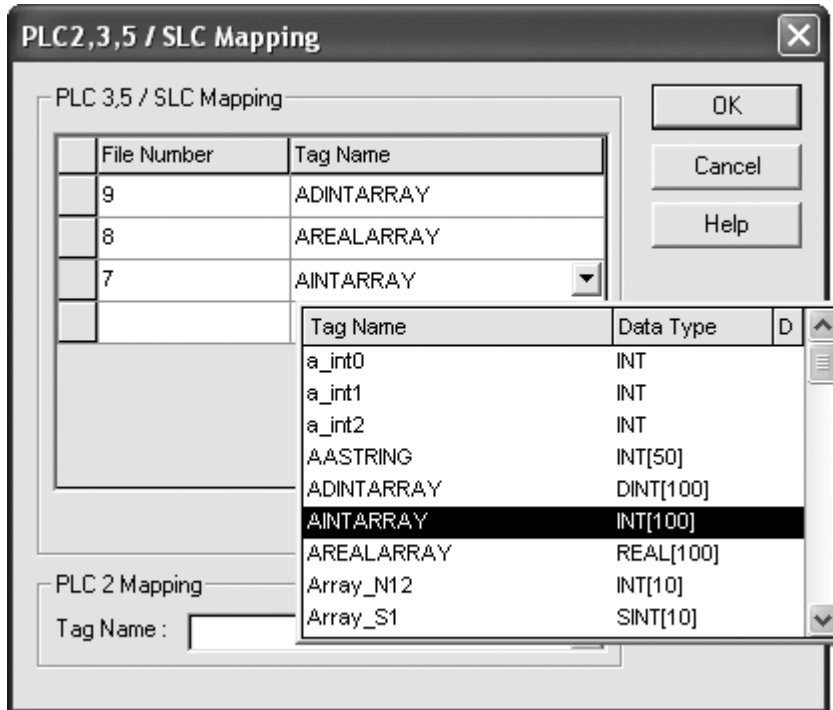 PLC2,3,5 / SLC Mapping
PLC 3,5 / SLC Mapping
OK
File Number Tag Name
Cancel
9 ADINTARRAY
8 AREALARRAY
Help
7 AINTARRAY
Tag Name Data Type D
a_int0 INT
a_int1 INT
a_int2 INT
AASTRING INT[50]
ADINTARRAY DINT[100]
AINTARRAY INT[100]
AREALARRAY REAL[100]
Array_N12 INT[10]
Array_S1 SINT[10]
PLC 2 Mapping
Tag Name :